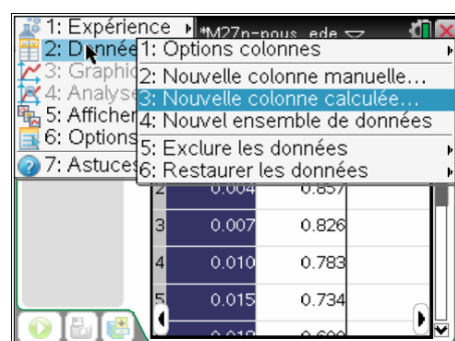 1: Expérience
*M27n-pous...ede
2: Donnée
3: Graphiq
4: Analyse
5: Afficher
6: Options
7: Astuces
1: Options colonnes
2: Nouvelle colonne manuelle...
3: Nouvelle colonne calculée...
4: Nouvel ensemble de données
5: Exclure les données
6: Restaurer les données
2 0.004 0.857
3 0.007 0.826
4 0.010 0.783
5 0.015 0.734